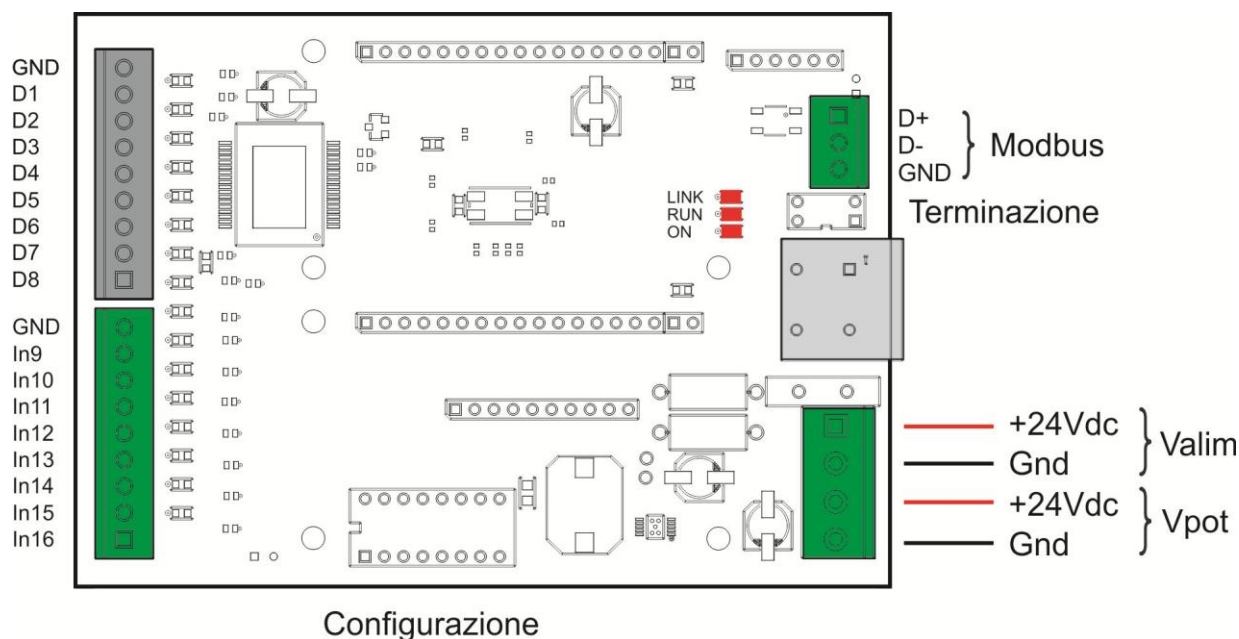 GND
D1
D2
D3
D4
D5
D6
D7
D8
GND
In9
In10
In11
In12
In13
In14
In15
In16
LINK
RUN
ON
D+
D-
GND
Modbus
Terminazione
+24Vdc
Gnd
Valim
+24Vdc
Gnd
Vpot
Configurazione